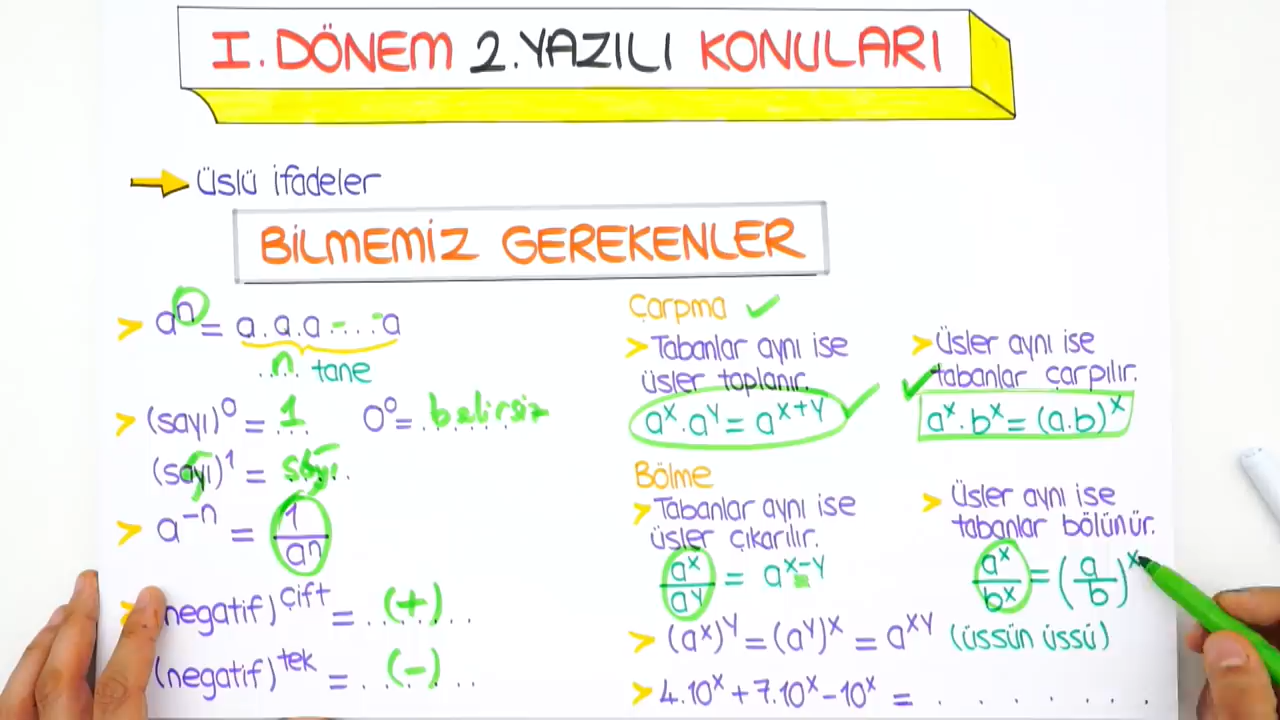 I. DÖNEM 2. YAZILI KONULARI
Üslü ifadeler
BİLMEMİZ GEREKENLER
aⁿ = a.a.a - ... - a
..n. tane
(sayı)⁰ = .1..
0⁰ = belirsiz
(sayı)¹ = sayı.
a⁻ⁿ = 1/aⁿ
(negatif)ᶜ̧ⁱᶠᵗ = ..(+)...
(negatif)ᵗᵉᵏ = ...(-)...
Çarpma
Tabanlar aynı ise
üsler toplanır.
aˣ.aʸ = aˣ⁺ʸ
Üsler aynı ise
tabanlar çarpılır.
aˣ.bˣ = (a.b)ˣ
Bölme
Tabanlar aynı ise
üsler çıkarılır.
aˣ/aʸ = aˣ⁻ʸ
Üsler aynı ise
tabanlar bölünür.
aˣ/bˣ = (a/b)ˣ
(aˣ)ʸ = (aʸ)ˣ = aˣʸ (üssün üssü)
4.10ˣ + 7.10ˣ - 10ˣ = . . . . . . .